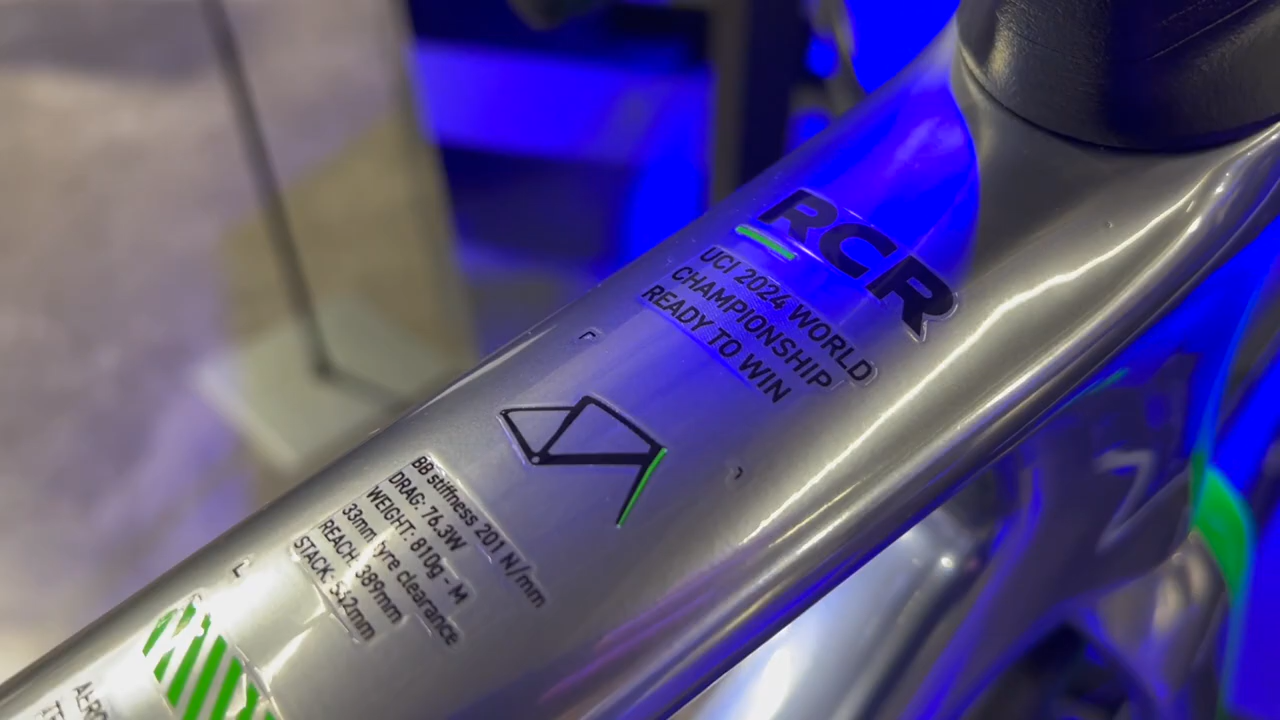 RCR
UCI 2024 WORLD
CHAMPIONSHIP
READY TO WIN
BB stiffness 201 N/mm
DRAG: 76.3W
WEIGHT: 810g - M
33mm tyre clearance
REACH: 389mm
STACK: 542mm